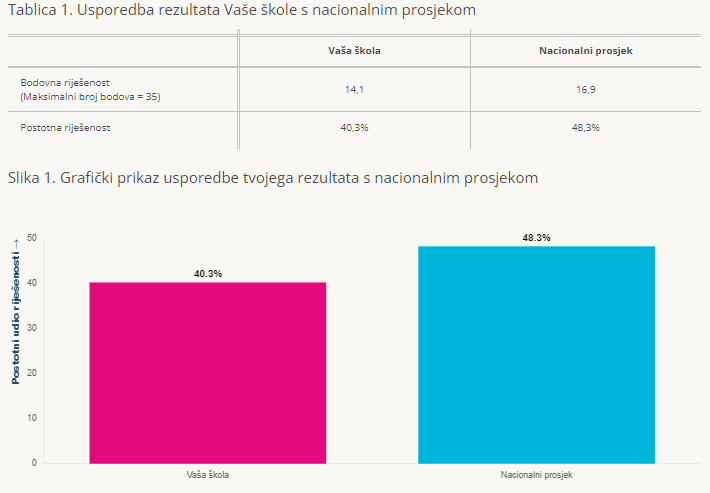 Tablica 1. Usporedba rezultata Vaše škole s nacionalnim prosjekom
Vaša škola Nacionalni prosjek
Bodovna riješenost
(Maksimalni broj bodova = 35) 14,1 16,9
Postotna riješenost 40,3% 48,3%
Slika 1. Grafički prikaz usporedbe tvojega rezultata s nacionalnim prosjekom
Postotni udio riješenosti →
50
40
30
20
10
0
40.3%
48.3%
Vaša škola Nacionalni prosjek